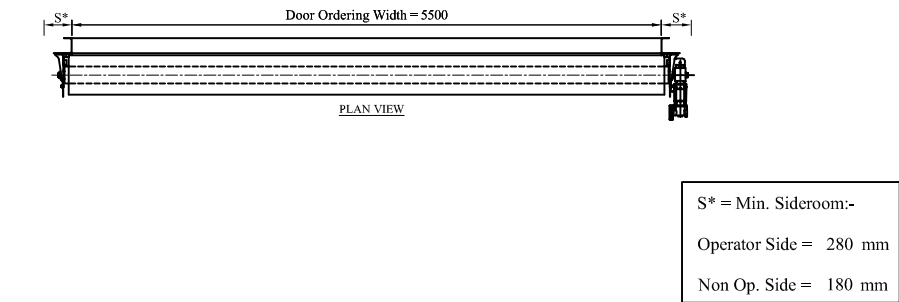 Door Ordering Width = 5500
S* S*
PLAN VIEW
S* = Min. Sideroom:-
Operator Side = 280 mm
Non Op. Side = 180 mm